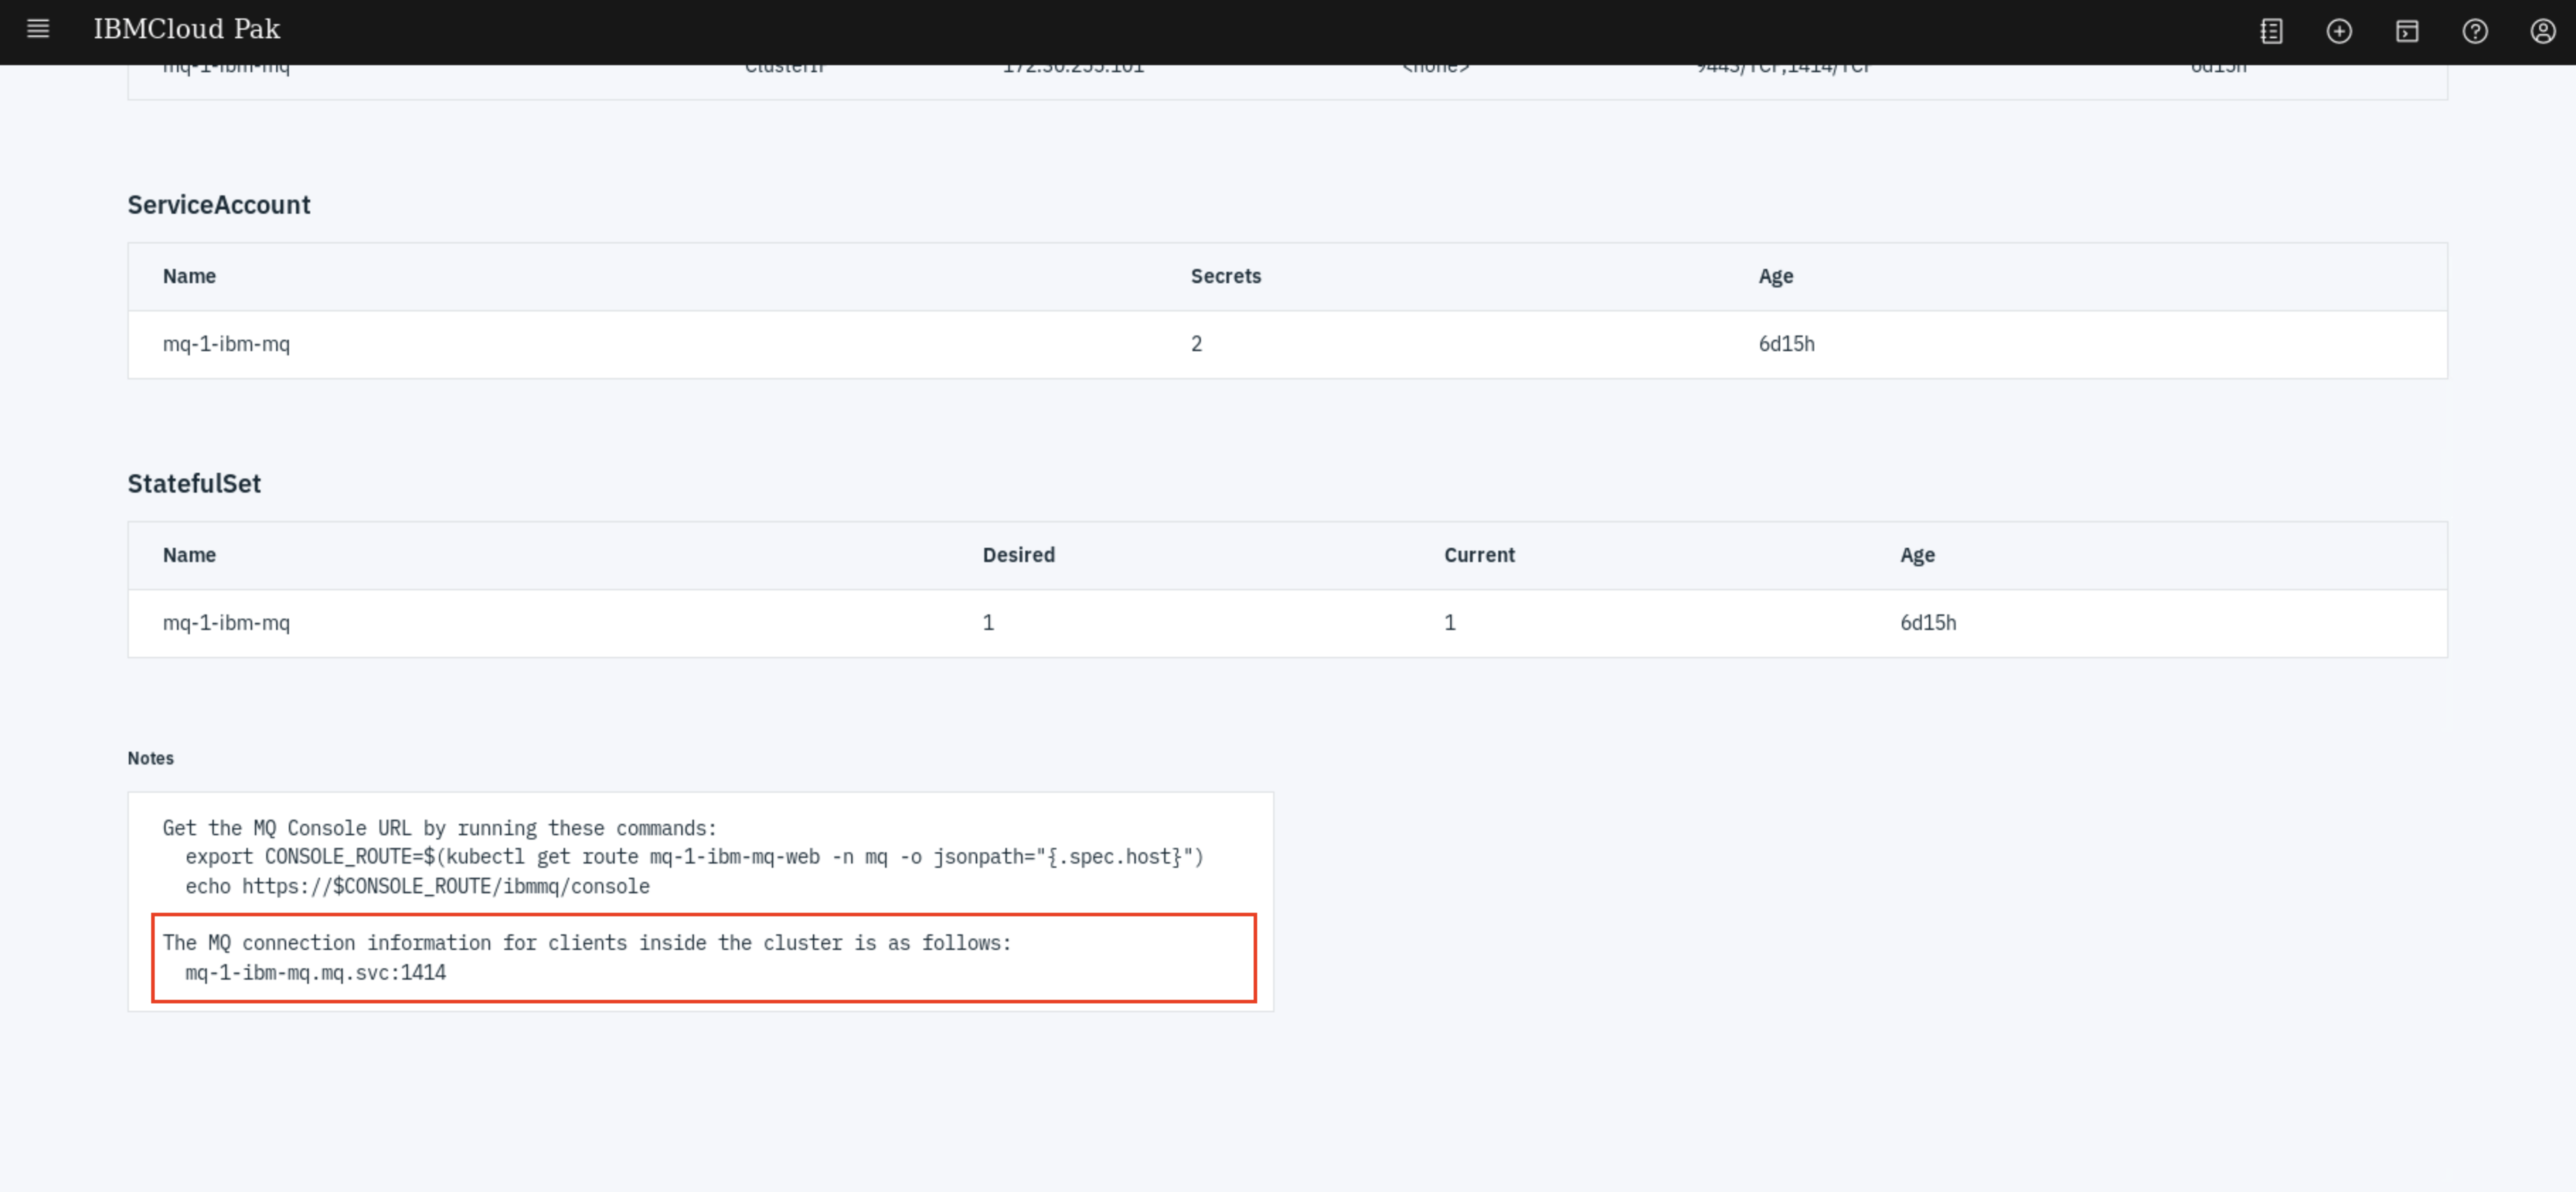 IBMCloud Pak
mq-1-ibm-mq ClusterIP 172.30.255.101 <none> 9443/TCP,1414/TCP 6d15h
ServiceAccount
Name Secrets Age
mq-1-ibm-mq 2 6d15h
StatefulSet
Name Desired Current Age
mq-1-ibm-mq 1 1 6d15h
Notes
Get the MQ Console URL by running these commands:
export CONSOLE_ROUTE=$(kubectl get route mq-1-ibm-mq-web -n mq -o jsonpath="{.spec.host}")
echo https://$CONSOLE_ROUTE/ibmmq/console
The MQ connection information for clients inside the cluster is as follows:
mq-1-ibm-mq.mq.svc:1414